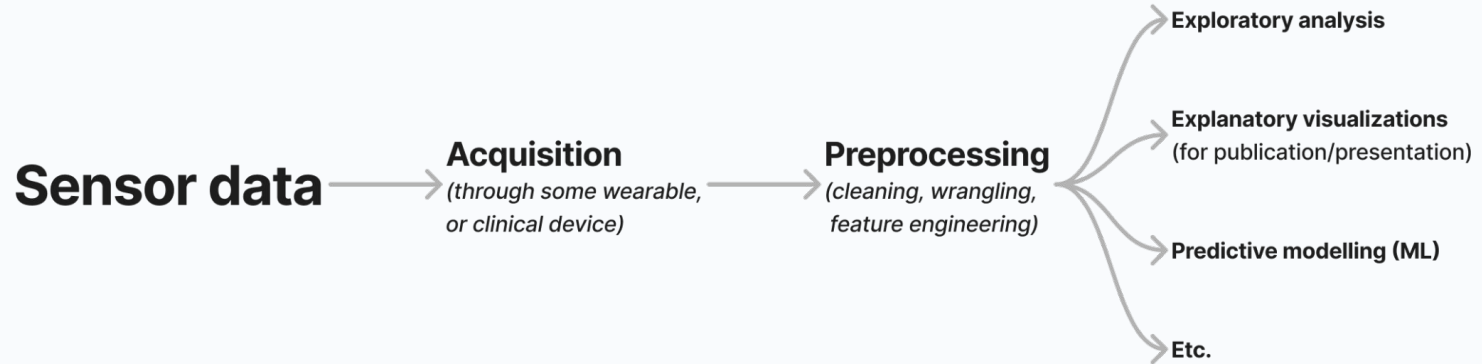 Sensor data
Acquisition
(through some wearable,
or clinical device)
Preprocessing
(cleaning, wrangling,
feature engineering)
Exploratory analysis
Explanatory visualizations
(for publication/presentation)
Predictive modelling (ML)
Etc.